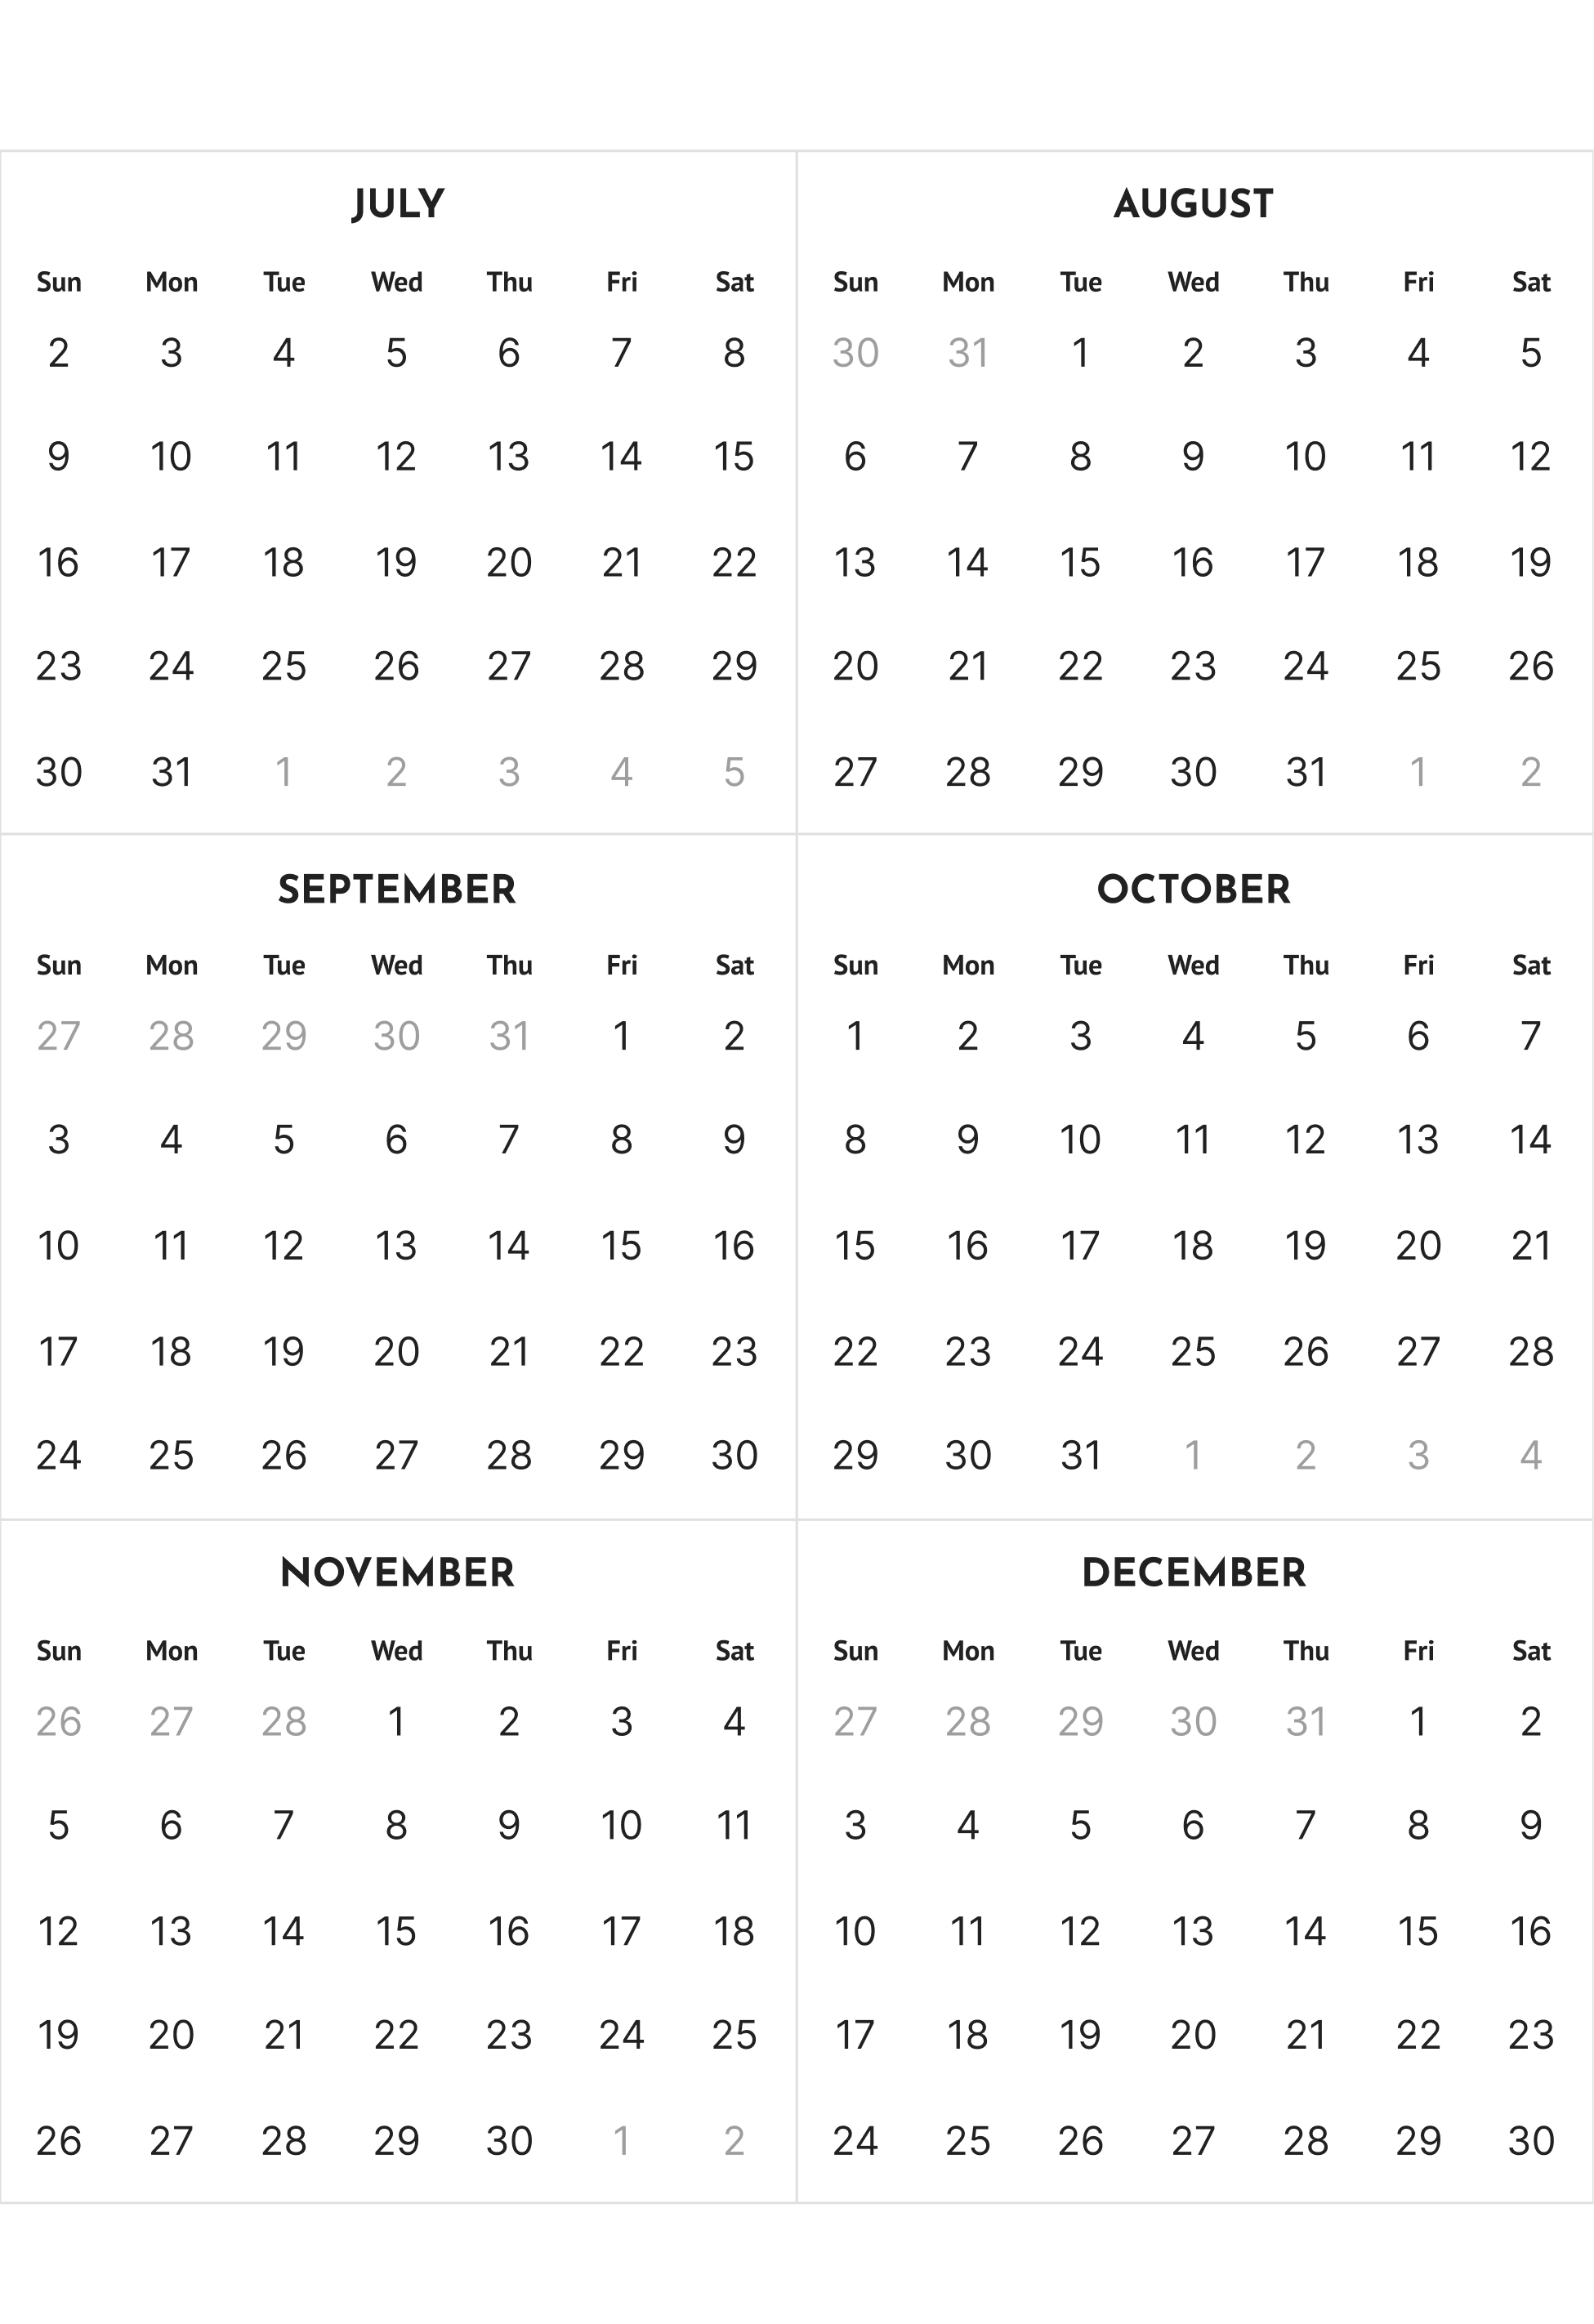 JULY
Sun Mon Tue Wed Thu Fri Sat
2 3 4 5 6 7 8
9 10 11 12 13 14 15
16 17 18 19 20 21 22
23 24 25 26 27 28 29
30 31 1 2 3 4 5
AUGUST
Sun Mon Tue Wed Thu Fri Sat
30 31 1 2 3 4 5
6 7 8 9 10 11 12
13 14 15 16 17 18 19
20 21 22 23 24 25 26
27 28 29 30 31 1 2
SEPTEMBER
Sun Mon Tue Wed Thu Fri Sat
27 28 29 30 31 1 2
3 4 5 6 7 8 9
10 11 12 13 14 15 16
17 18 19 20 21 22 23
24 25 26 27 28 29 30
OCTOBER
Sun Mon Tue Wed Thu Fri Sat
1 2 3 4 5 6 7
8 9 10 11 12 13 14
15 16 17 18 19 20 21
22 23 24 25 26 27 28
29 30 31 1 2 3 4
NOVEMBER
Sun Mon Tue Wed Thu Fri Sat
26 27 28 1 2 3 4
5 6 7 8 9 10 11
12 13 14 15 16 17 18
19 20 21 22 23 24 25
26 27 28 29 30 1 2
DECEMBER
Sun Mon Tue Wed Thu Fri Sat
27 28 29 30 31 1 2
3 4 5 6 7 8 9
10 11 12 13 14 15 16
17 18 19 20 21 22 23
24 25 26 27 28 29 30